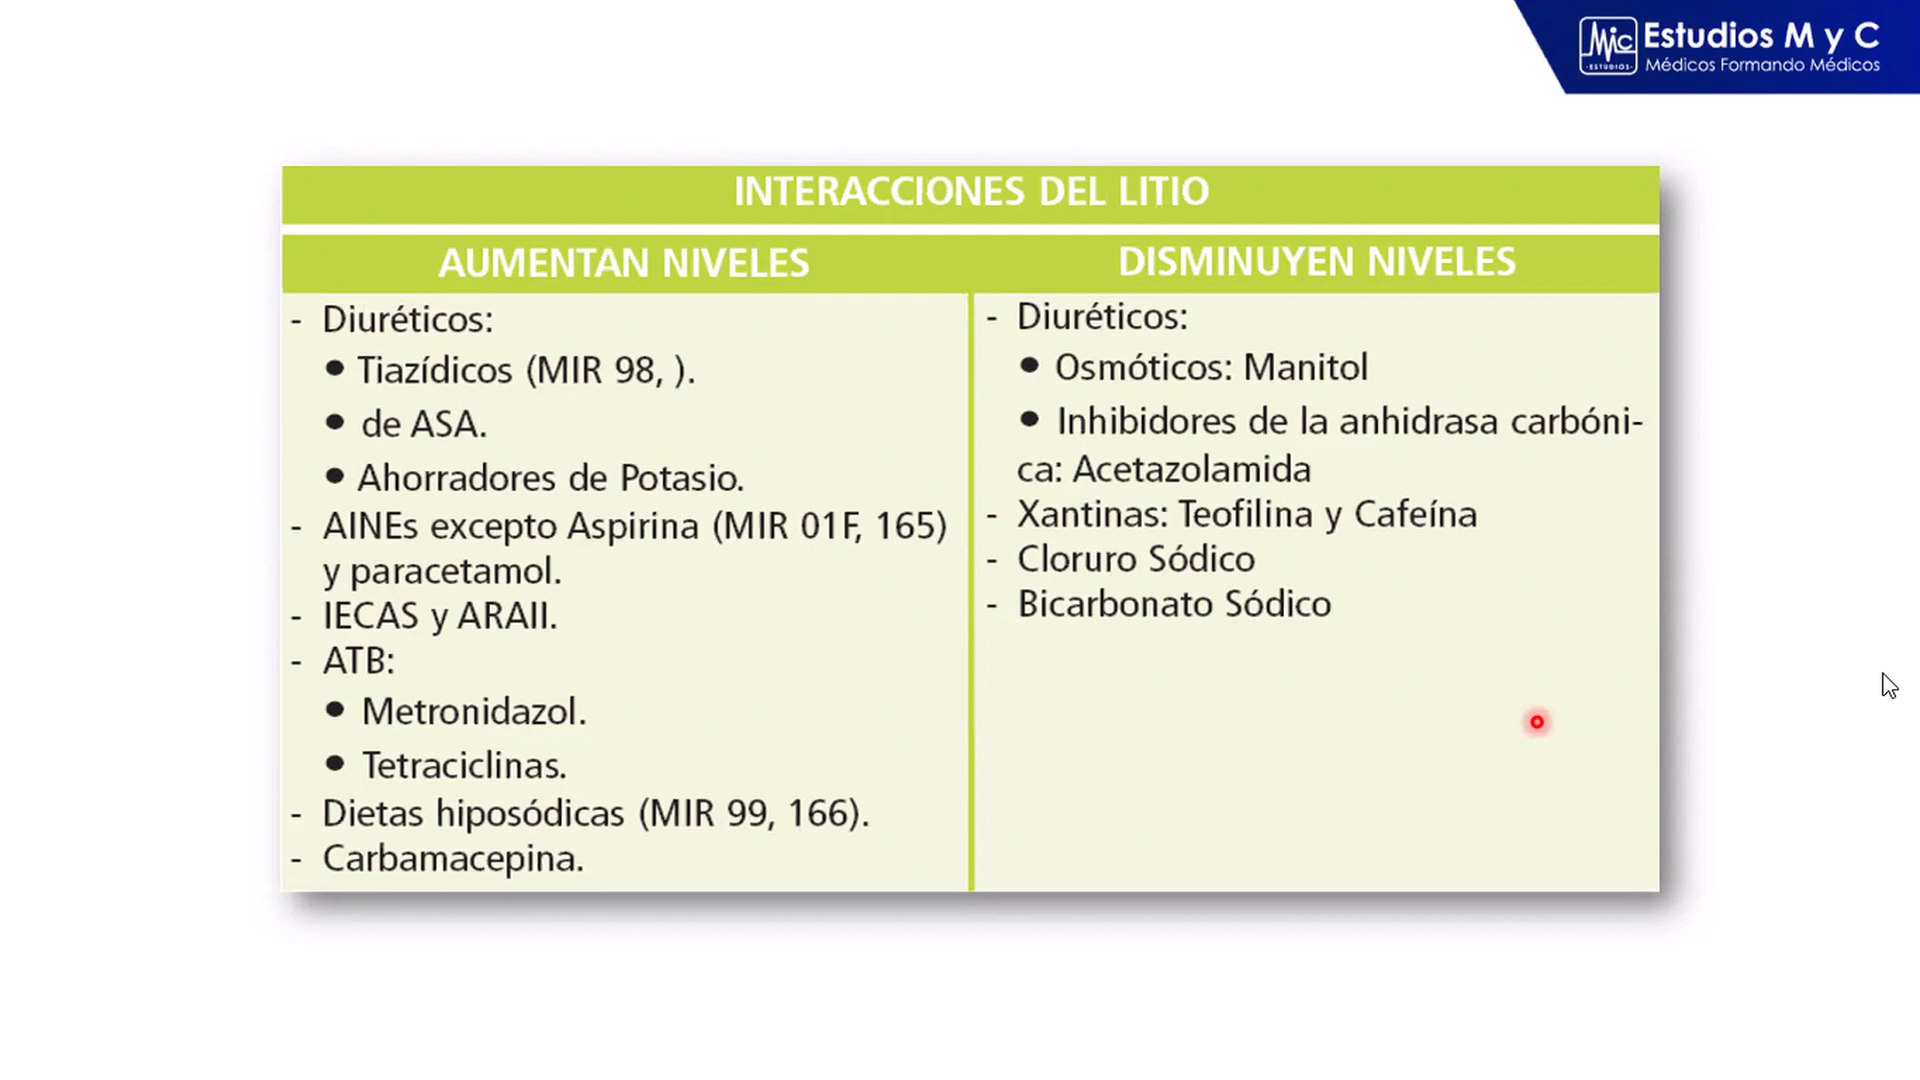 Estudios M y C
Médicos Formando Médicos
MyC
-ESTUDIOS-
INTERACCIONES DEL LITIO
AUMENTAN NIVELES
- Diuréticos:
• Tiazídicos (MIR 98, ).
• de ASA.
• Ahorradores de Potasio.
- AINEs excepto Aspirina (MIR 01F, 165)
y paracetamol.
- IECAS y ARAII.
- ATB:
• Metronidazol.
• Tetraciclinas.
- Dietas hiposódicas (MIR 99, 166).
- Carbamacepina.
DISMINUYEN NIVELES
- Diuréticos:
• Osmóticos: Manitol
• Inhibidores de la anhidrasa carbóni-
ca: Acetazolamida
- Xantinas: Teofilina y Cafeína
- Cloruro Sódico
- Bicarbonato Sódico